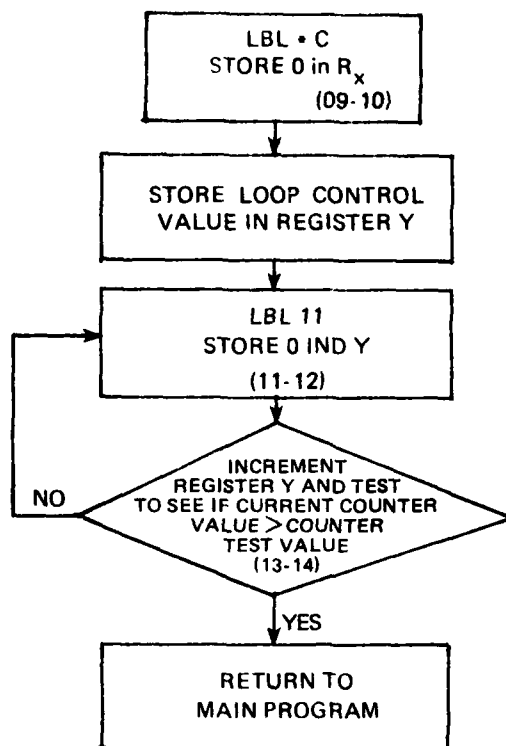 LBL • C
STORE 0 in Rx
(09-10)
STORE LOOP CONTROL
VALUE IN REGISTER Y
LBL 11
STORE 0 IND Y
(11-12)
INCREMENT
REGISTER Y AND TEST
TO SEE IF CURRENT COUNTER
VALUE > COUNTER
TEST VALUE
(13-14)
NO
YES
RETURN TO
MAIN PROGRAM